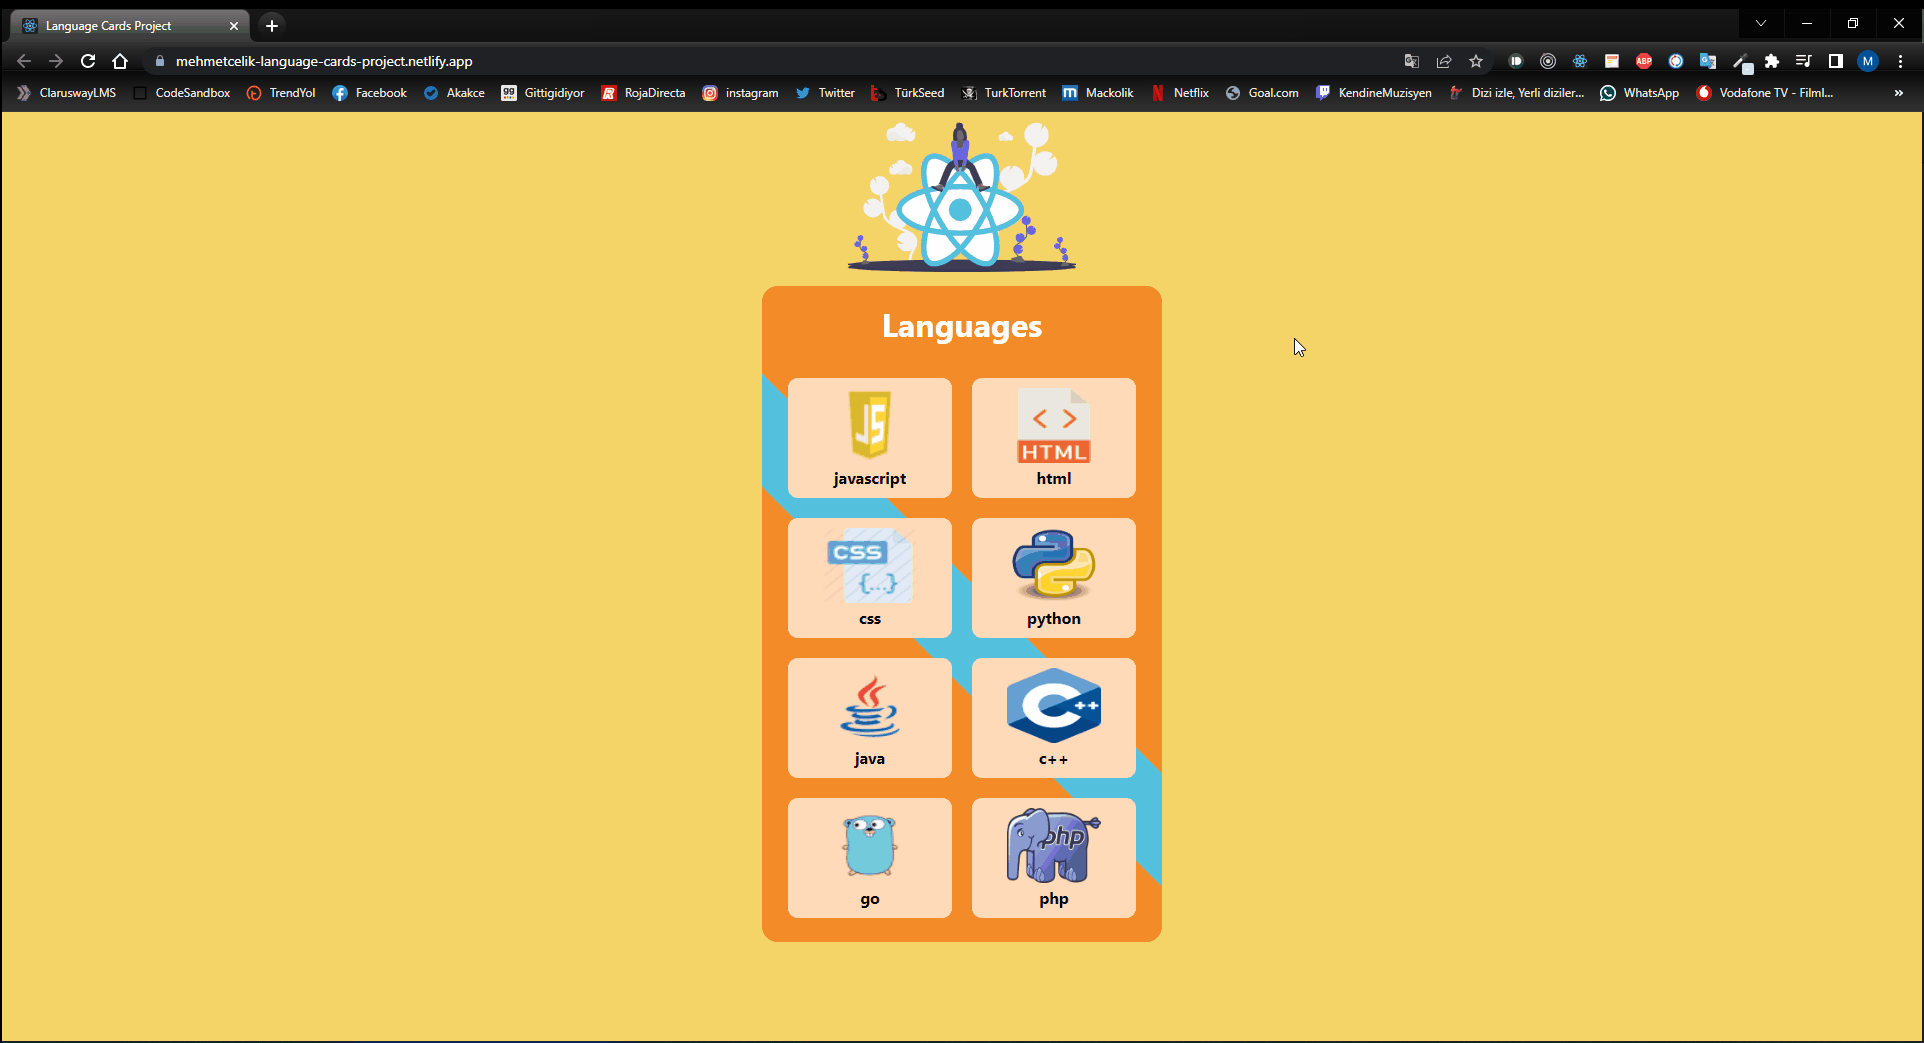 Language Cards Project
mehmetcelik-language-cards-project.netlify.app
ABP
M
ClaruswayLMS CodeSandbox TrendYol Facebook Akakce gg Gittigidiyor RojaDirecta instagram Twitter TürkSeed TurkTorrent Mackolik Netflix Goal.com KendineMuzisyen Dizi izle, Yerli diziler... WhatsApp Vodafone TV - Filml... »
Languages
JS
< >
HTML
javascript
html
CSS
{...}
css
python
C++
java
c++
php
go
php